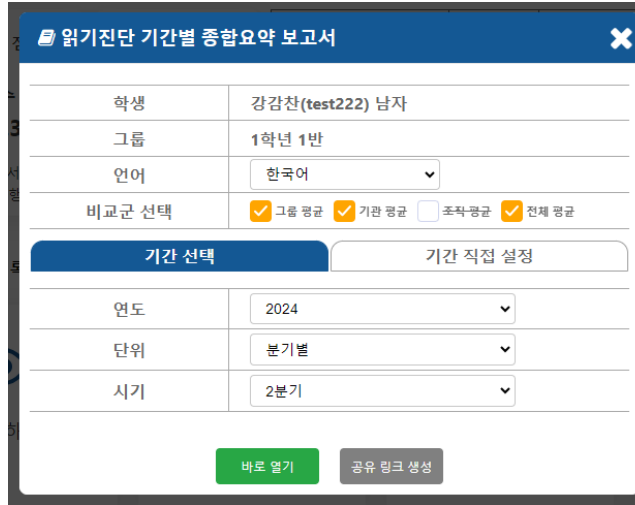 읽기진단 기간별 종합요약 보고서
학생 강감찬(test222) 남자
그룹 1학년 1반
언어 한국어
비교군 선택 그룹 평균 기관 평균 조직 평균 전체 평균
기간 선택 기간 직접 설정
연도 2024
단위 분기별
시기 2분기
바로 열기 공유 링크 생성